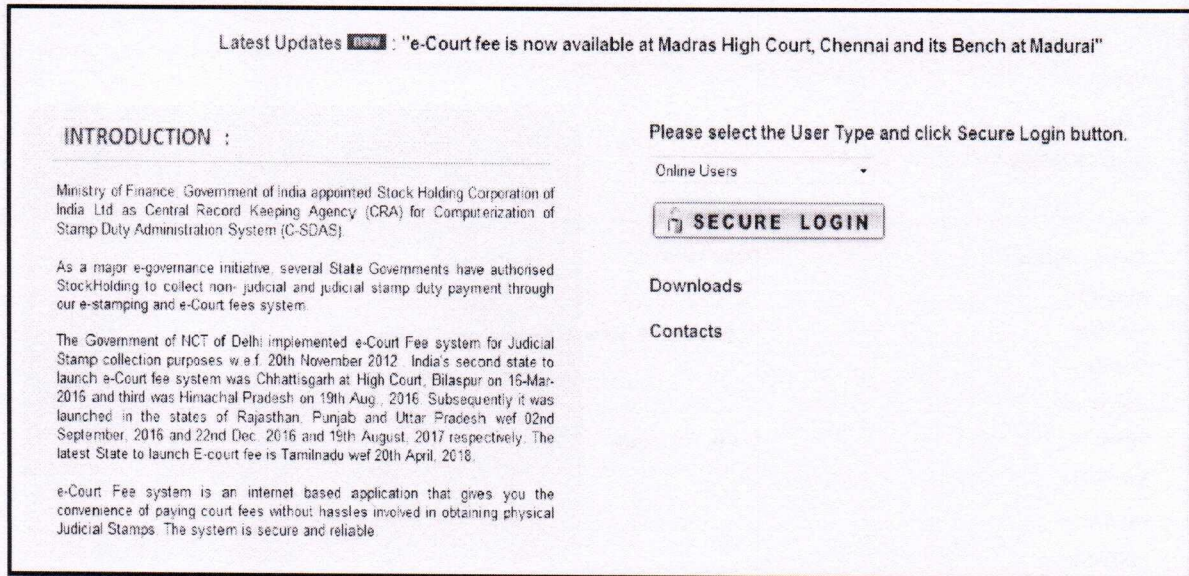 Latest Updates new : "e-Court fee is now available at Madras High Court, Chennai and its Bench at Madurai"
INTRODUCTION :
Ministry of Finance, Government of India appointed Stock Holding Corporation of
India Ltd as Central Record Keeping Agency (CRA) for Computerization of
Stamp Duty Administration System (C-SDAS)
As a major e-governance initiative, several State Governments have authorised
StockHolding to collect non- judicial and judicial stamp duty payment through
our e-stamping and e-Court fees system.
The Government of NCT of Delhi implemented e-Court Fee system for Judicial
Stamp collection purposes w.e.f. 20th November 2012 . India's second state to
launch e-Court fee system was Chhattisgarh at High Court, Bilaspur on 16-Mar-
2016 and third was Himachal Pradesh on 19th Aug., 2016. Subsequently it was
launched in the states of Rajasthan, Punjab and Uttar Pradesh wef 02nd
September, 2016 and 22nd Dec. 2016 and 19th August, 2017 respectively. The
latest State to launch E-court fee is Tamilnadu wef 20th April, 2018.
e-Court Fee system is an internet based application that gives you the
convenience of paying court fees without hassles involved in obtaining physical
Judicial Stamps. The system is secure and reliable
Please select the User Type and click Secure Login button.
Online Users
SECURE LOGIN
Downloads
Contacts